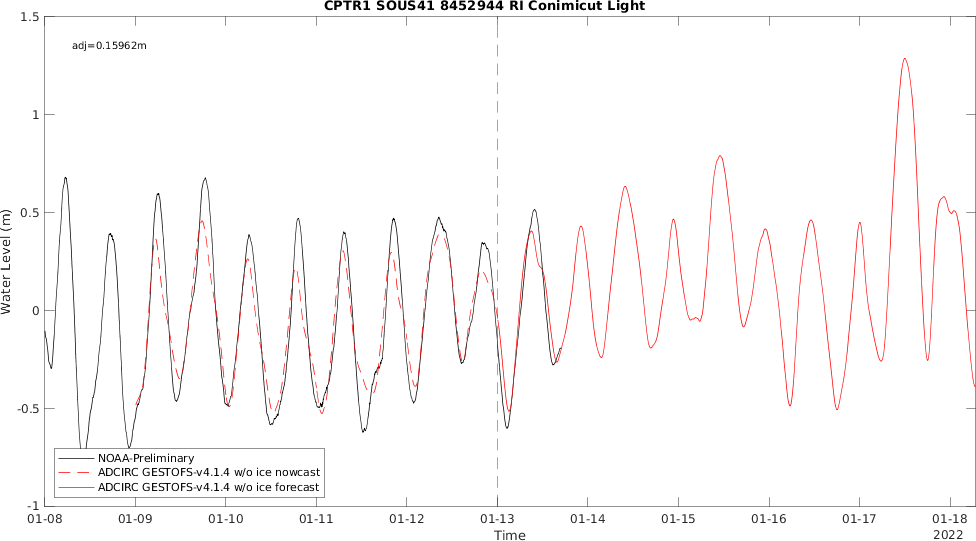 CPTR1 SOUS41 8452944 RI Conimicut Light
adj=0.15962m
1.5
1
0.5
0
-0.5
-1
Water Level (m)
NOAA-Preliminary
ADCIRC GESTOFS-v4.1.4 w/o ice nowcast
ADCIRC GESTOFS-v4.1.4 w/o ice forecast
01-08 01-09 01-10 01-11 01-12 01-13 01-14 01-15 01-16 01-17 01-18
Time
2022